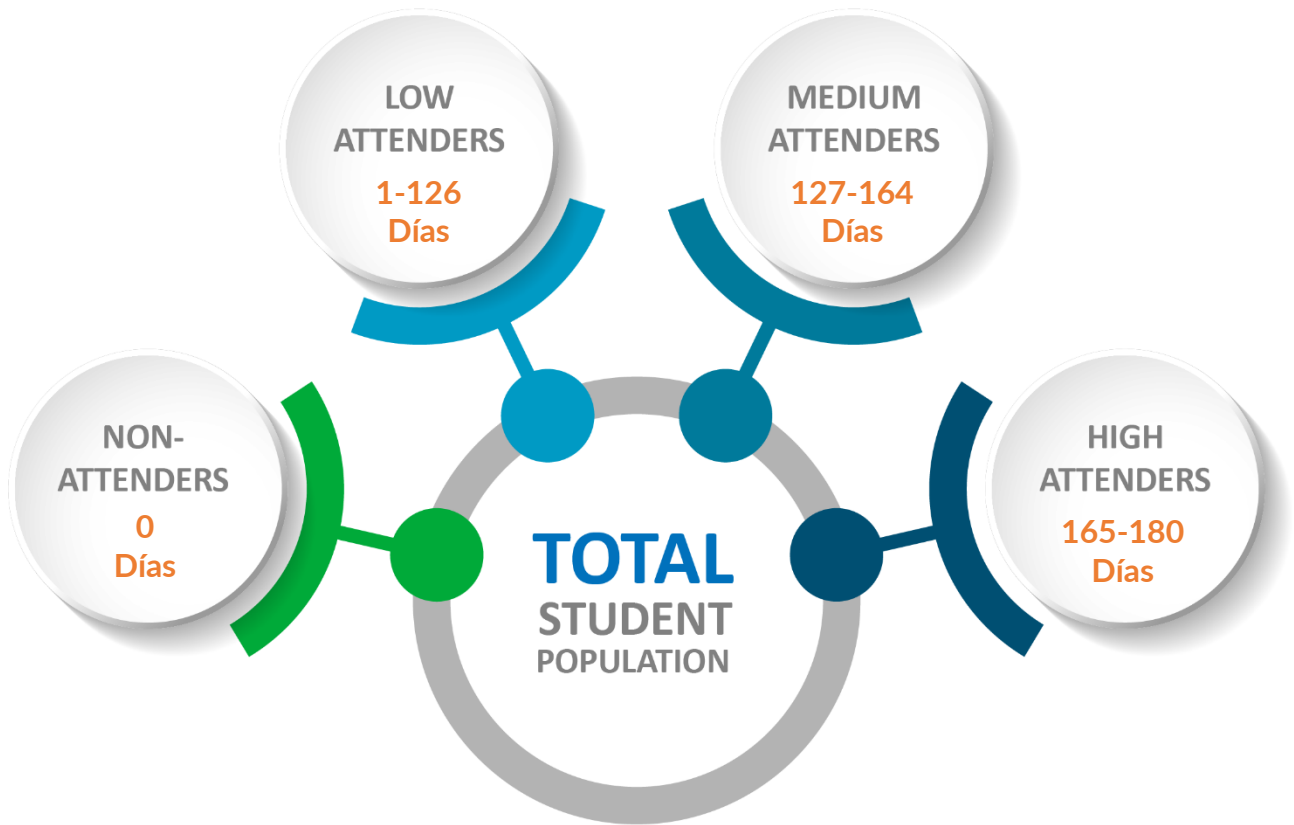 LOW
ATTENDERS
1-126
Días
MEDIUM
ATTENDERS
127-164
Días
NON-
ATTENDERS
0
Días
HIGH
ATTENDERS
165-180
Días
TOTAL
STUDENT
POPULATION